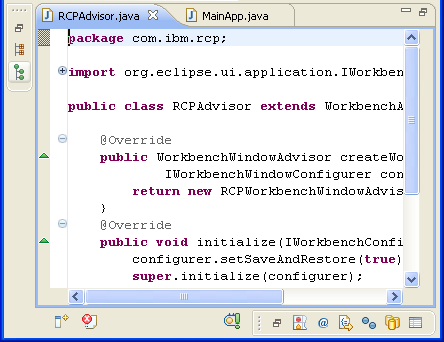 RCPAdvisor.java MainApp.java
package com.ibm.rcp;
import org.eclipse.ui.application.IWorkben
public class RCPAdvisor extends WorkbenchA
@Override
public WorkbenchWindowAdvisor createWo
IWorkbenchWindowConfigurer con
return new RCPWorkbenchWindowAdvis
}
@Override
public void initialize(IWorkbenchConfi
configurer.setSaveAndRestore(true)
super.initialize(configurer);